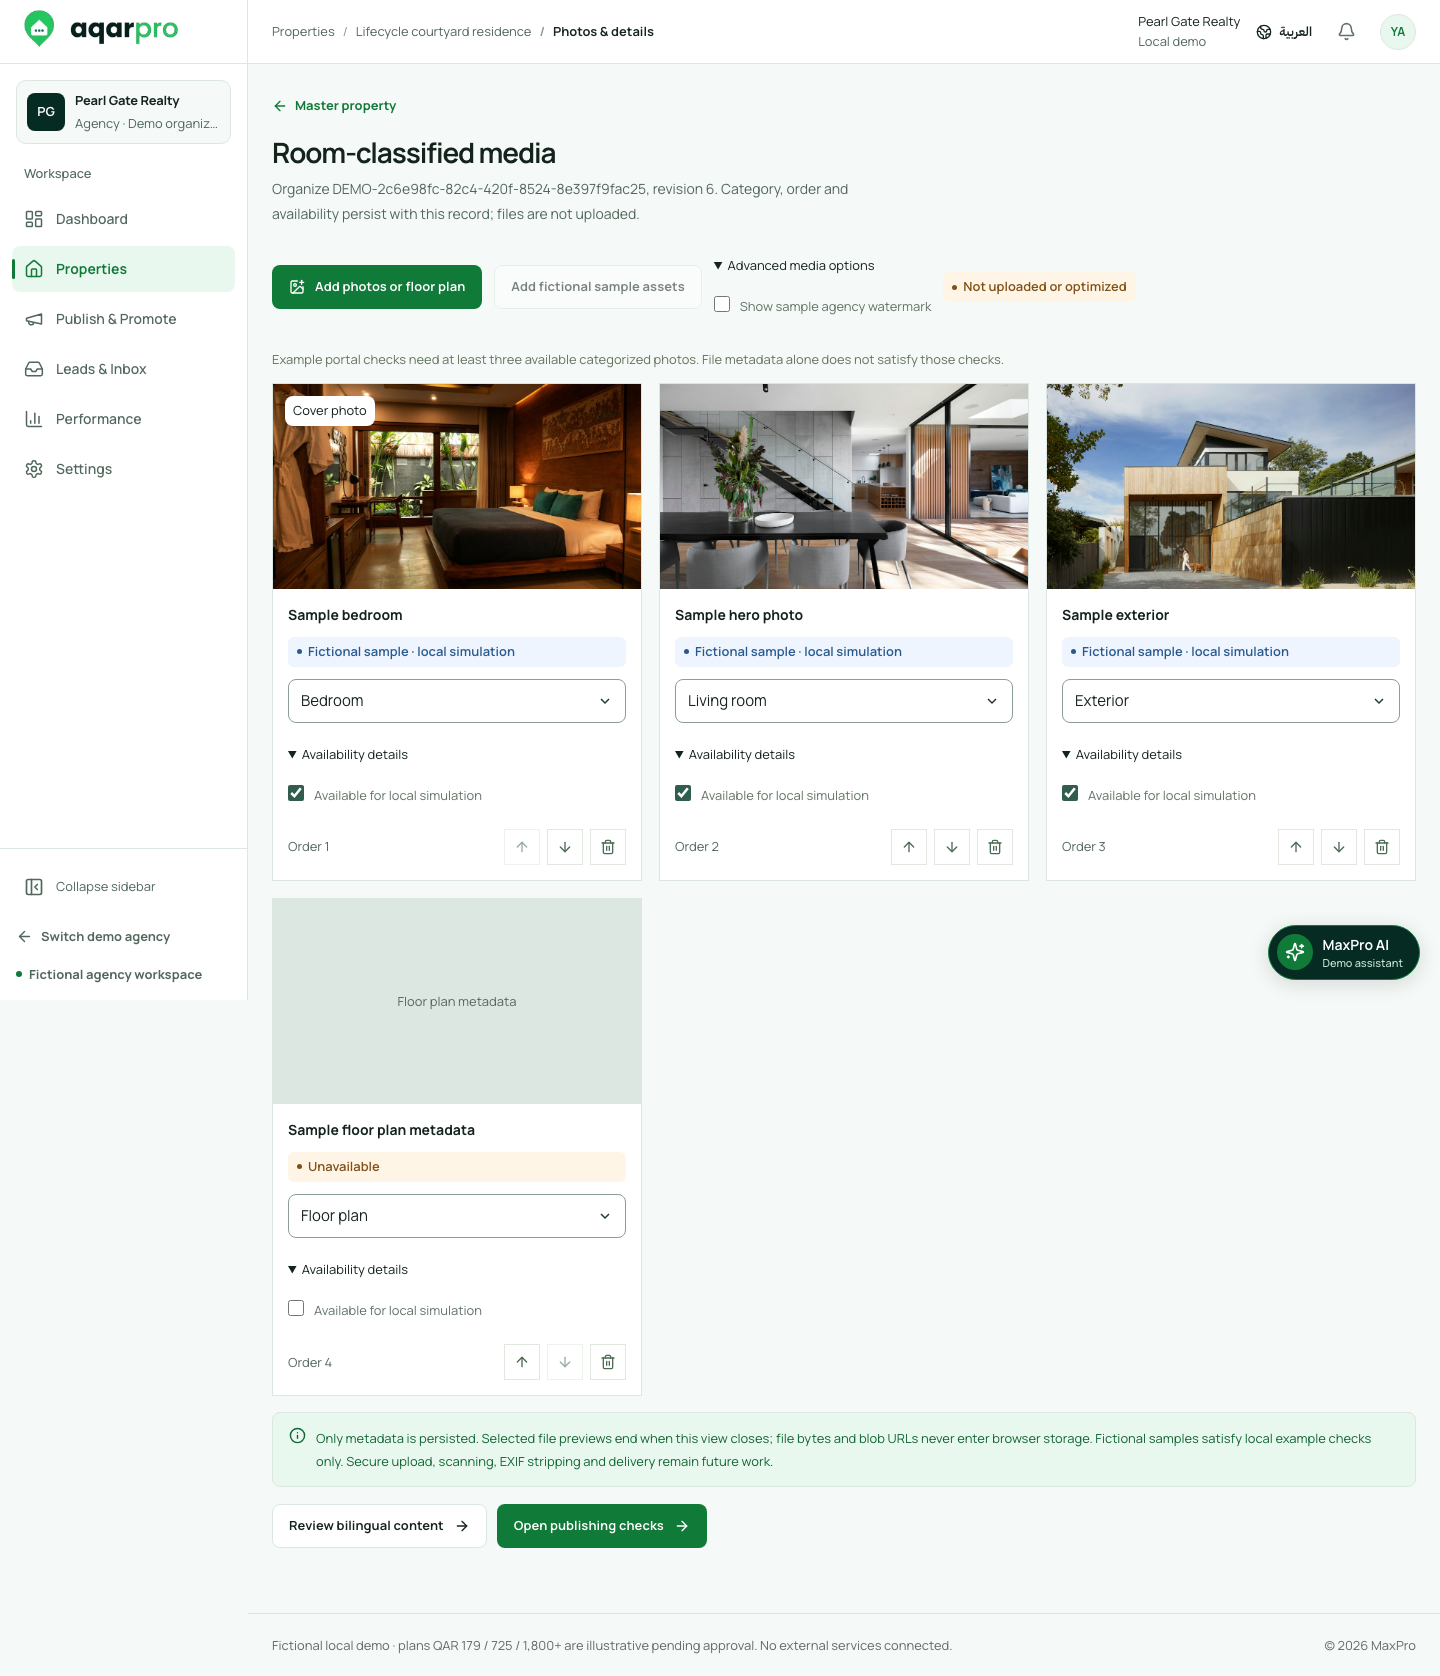 aqarpro
Properties / Lifecycle courtyard residence / Photos & details
Pearl Gate Realty
Local demo
العربية
YA
PG
Pearl Gate Realty
Agency · Demo organiz...
Workspace
Dashboard
Properties
Publish & Promote
Leads & Inbox
Performance
Settings
Collapse sidebar
Switch demo agency
Fictional agency workspace
Master property
Room-classified media
Organize DEMO-2c6e98fc-82c4-420f-8524-8e397f9fac25, revision 6. Category, order and
availability persist with this record; files are not uploaded.
Add photos or floor plan
Add fictional sample assets
Advanced media options
Show sample agency watermark
Not uploaded or optimized
Example portal checks need at least three available categorized photos. File metadata alone does not satisfy those checks.
Cover photo
Sample bedroom
Fictional sample · local simulation
Bedroom
Availability details
Available for local simulation
Order 1
Sample hero photo
Fictional sample · local simulation
Living room
Availability details
Available for local simulation
Order 2
Sample exterior
Fictional sample · local simulation
Exterior
Availability details
Available for local simulation
Order 3
Floor plan metadata
Sample floor plan metadata
Unavailable
Floor plan
Availability details
Available for local simulation
Order 4
MaxPro AI
Demo assistant
Only metadata is persisted. Selected file previews end when this view closes; file bytes and blob URLs never enter browser storage. Fictional samples satisfy local example checks
only. Secure upload, scanning, EXIF stripping and delivery remain future work.
Review bilingual content
Open publishing checks
Fictional local demo · plans QAR 179 / 725 / 1,800+ are illustrative pending approval. No external services connected.
© 2026 MaxPro